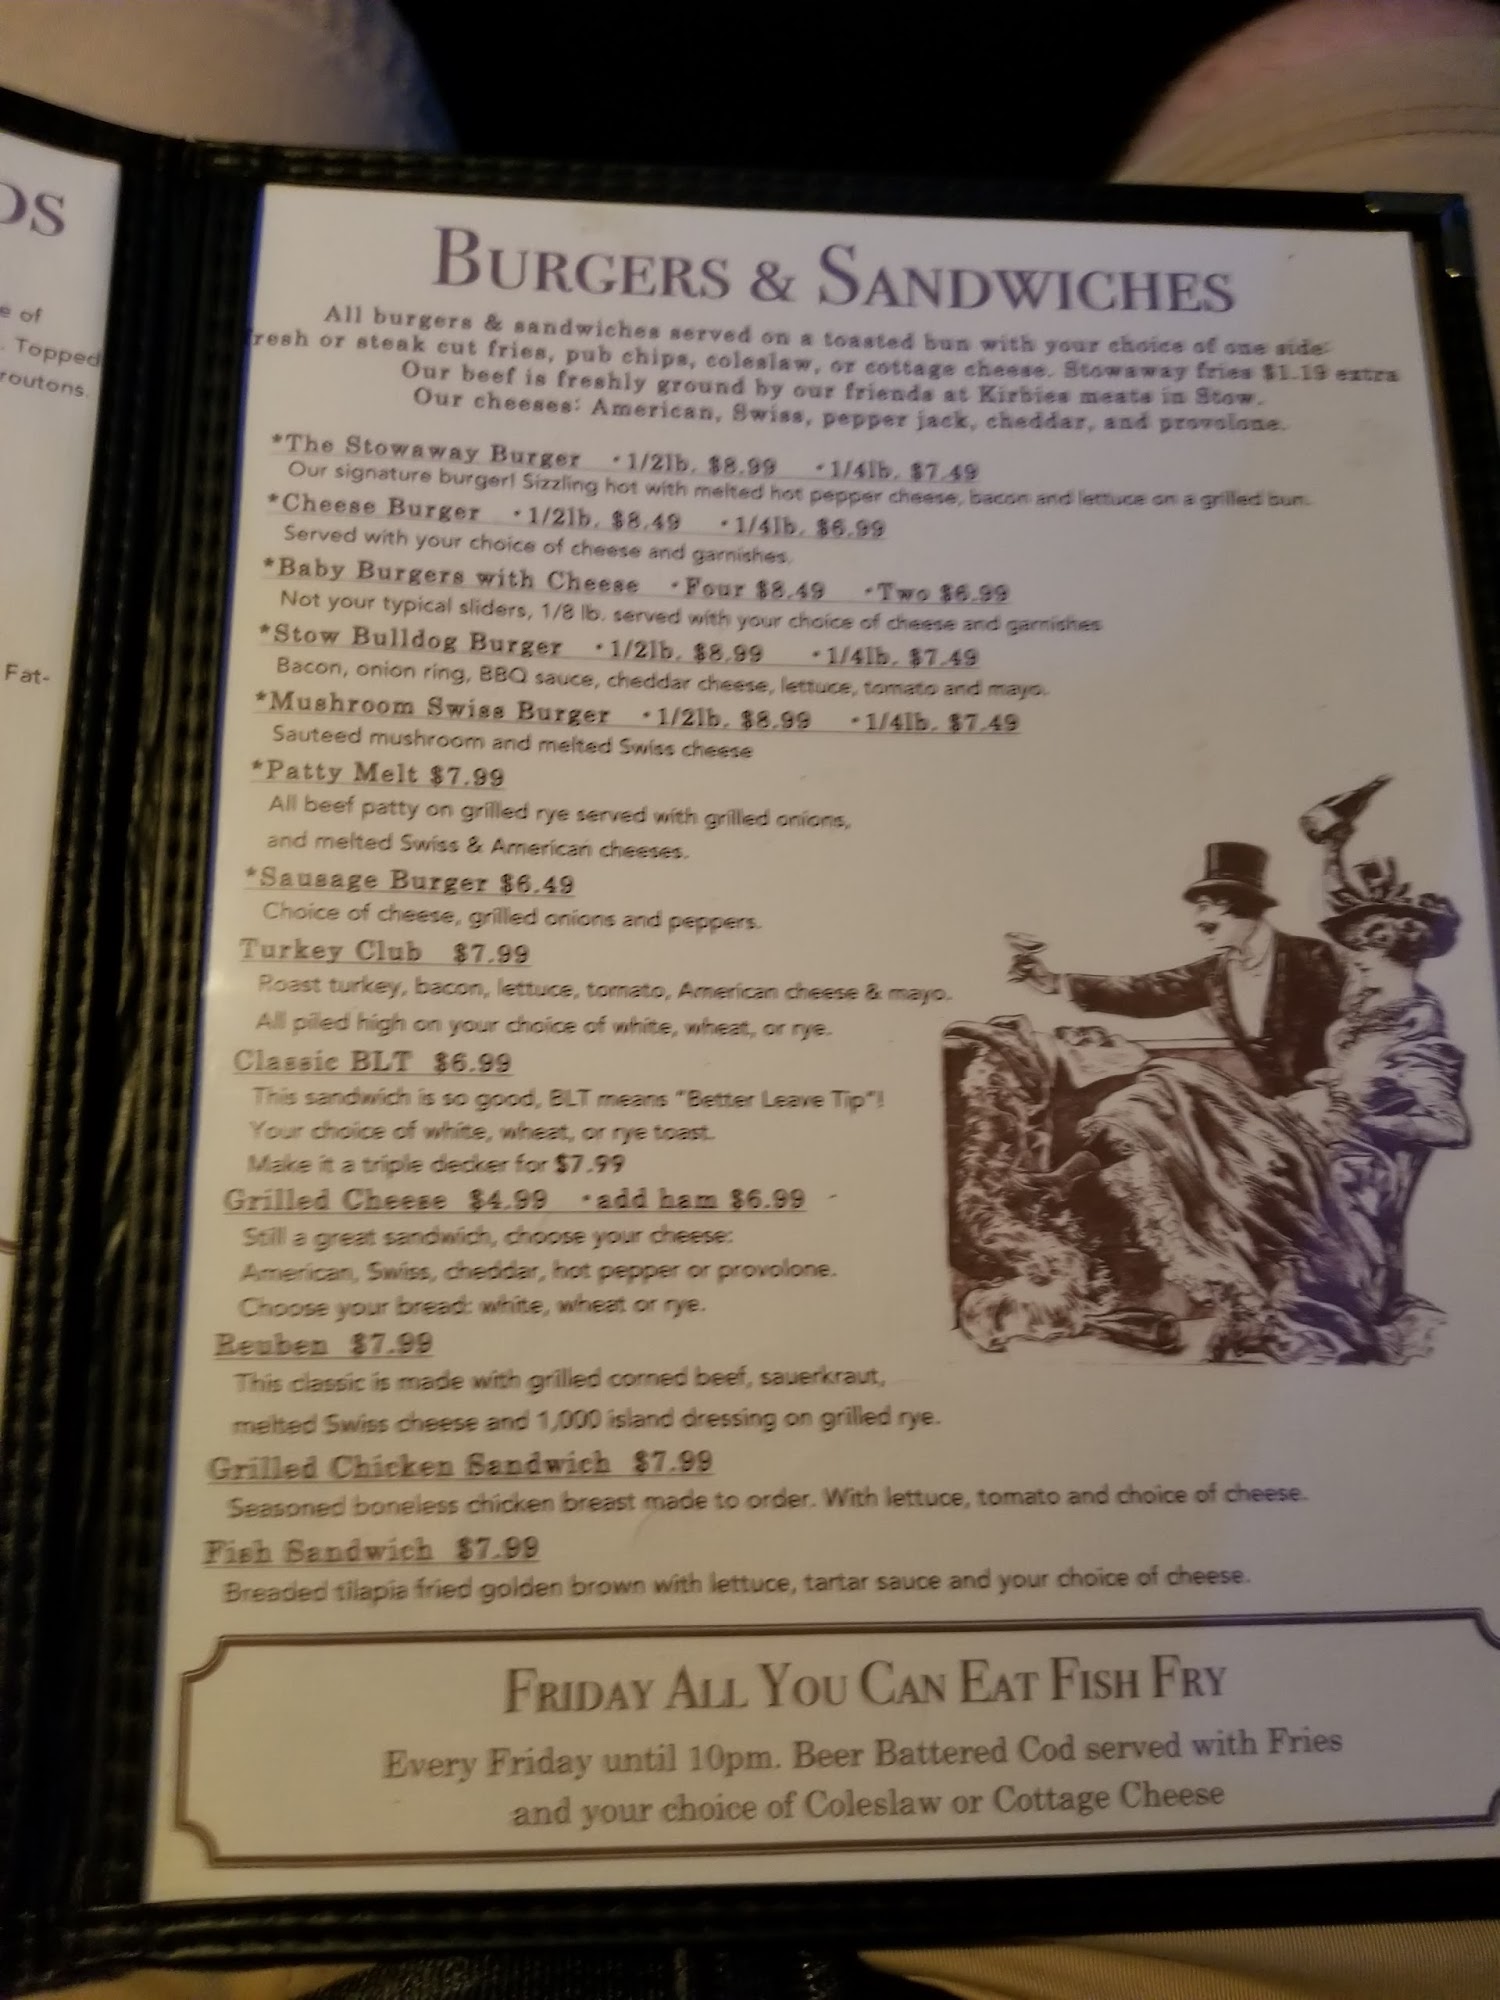 DS
e of
. Topped
routons.
Fat-
BURGERS & SANDWICHES
All burgers & sandwiches served on a toasted bun with your choice of one side:
resh or steak cut fries, pub chips, coleslaw, or cottage cheese. Stowaway fries $1.19 extra
Our beef is freshly ground by our friends at Kirbies meats in Stow.
Our cheeses: American, Swiss, pepper jack, cheddar, and provolone.
*The Stowaway Burger •1/2lb. $8.99 •1/4lb. $7.49
Our signature burger! Sizzling hot with melted hot pepper cheese, bacon and lettuce on a grilled bun.
*Cheese Burger •1/2lb. $8.49 •1/4lb. $6.99
Served with your choice of cheese and garnishes.
*Baby Burgers with Cheese •Four $8.49 •Two $6.99
Not your typical sliders, 1/8 lb. served with your choice of cheese and garnishes
*Stow Bulldog Burger •1/2lb. $8.99 •1/4lb. $7.49
Bacon, onion ring, BBQ sauce, cheddar cheese, lettuce, tomato and mayo.
*Mushroom Swiss Burger •1/2lb. $8.99 •1/4lb. $7.49
Sauteed mushroom and melted Swiss cheese
*Patty Melt $7.99
All beef patty on grilled rye served with grilled onions,
and melted Swiss & American cheeses.
*Sausage Burger $6.49
Choice of cheese, grilled onions and peppers.
Turkey Club $7.99
Roast turkey, bacon, lettuce, tomato, American cheese & mayo.
All piled high on your choice of white, wheat, or rye.
Classic BLT $6.99
This sandwich is so good, BLT means "Better Leave Tip"!
Your choice of white, wheat, or rye toast.
Make it a triple decker for $7.99
Grilled Cheese $4.99 •add ham $6.99
Still a great sandwich, choose your cheese:
American, Swiss, cheddar, hot pepper or provolone.
Choose your bread: white, wheat or rye.
Reuben $7.99
This classic is made with grilled corned beef, sauerkraut,
melted Swiss cheese and 1,000 island dressing on grilled rye.
Grilled Chicken Sandwich $7.99
Seasoned boneless chicken breast made to order. With lettuce, tomato and choice of cheese.
Fish Sandwich $7.99
Breaded tilapia fried golden brown with lettuce, tartar sauce and your choice of cheese.
FRIDAY ALL YOU CAN EAT FISH FRY
Every Friday until 10pm. Beer Battered Cod served with Fries
and your choice of Coleslaw or Cottage Cheese